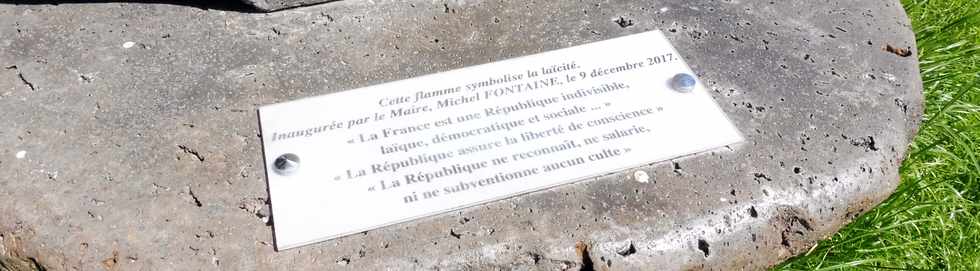 Cette flamme symbolise la laïcité.
Inaugurée par le Maire, Michel FONTAINE, le 9 décembre 2017.
« La France est une République indivisible,
laïque, démocratique et sociale ... »
« La République assure la liberté de conscience »
« La République ne reconnaît, ne salarie,
ni ne subventionne aucun culte »